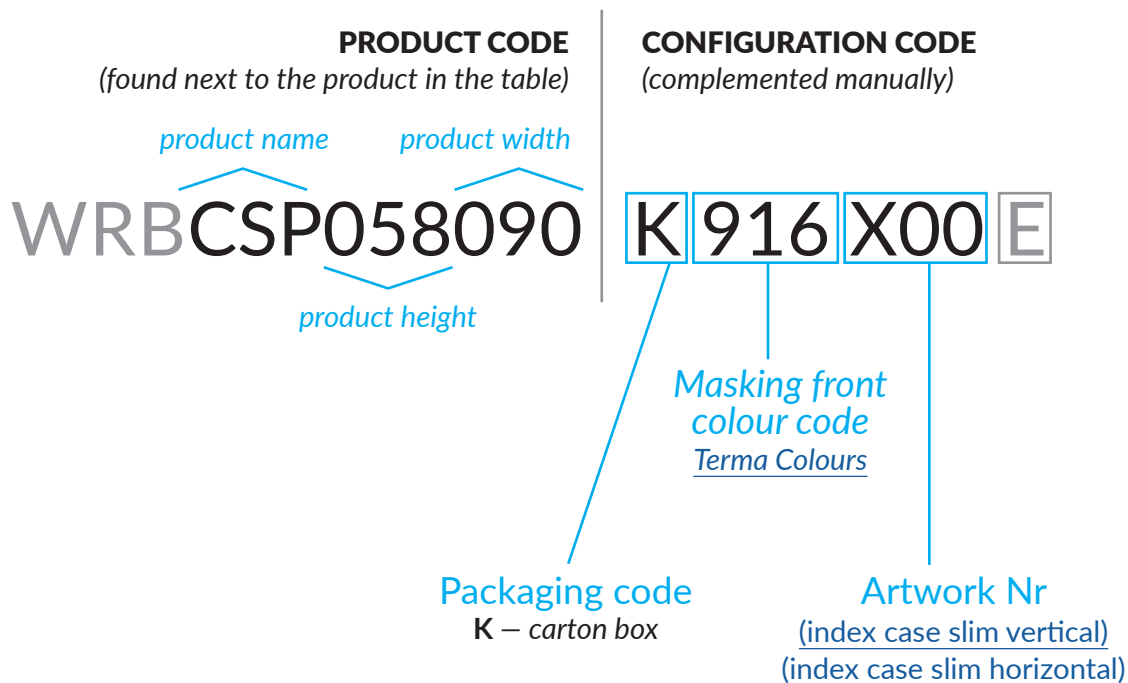 PRODUCT CODE
(found next to the product in the table)
CONFIGURATION CODE
(complemented manually)
product name
product width
WRBCSP058090 K 916 X00 E
product height
Masking front
colour code
Terma Colours
Packaging code
K – carton box
Artwork Nr
(index case slim vertical)
(index case slim horizontal)